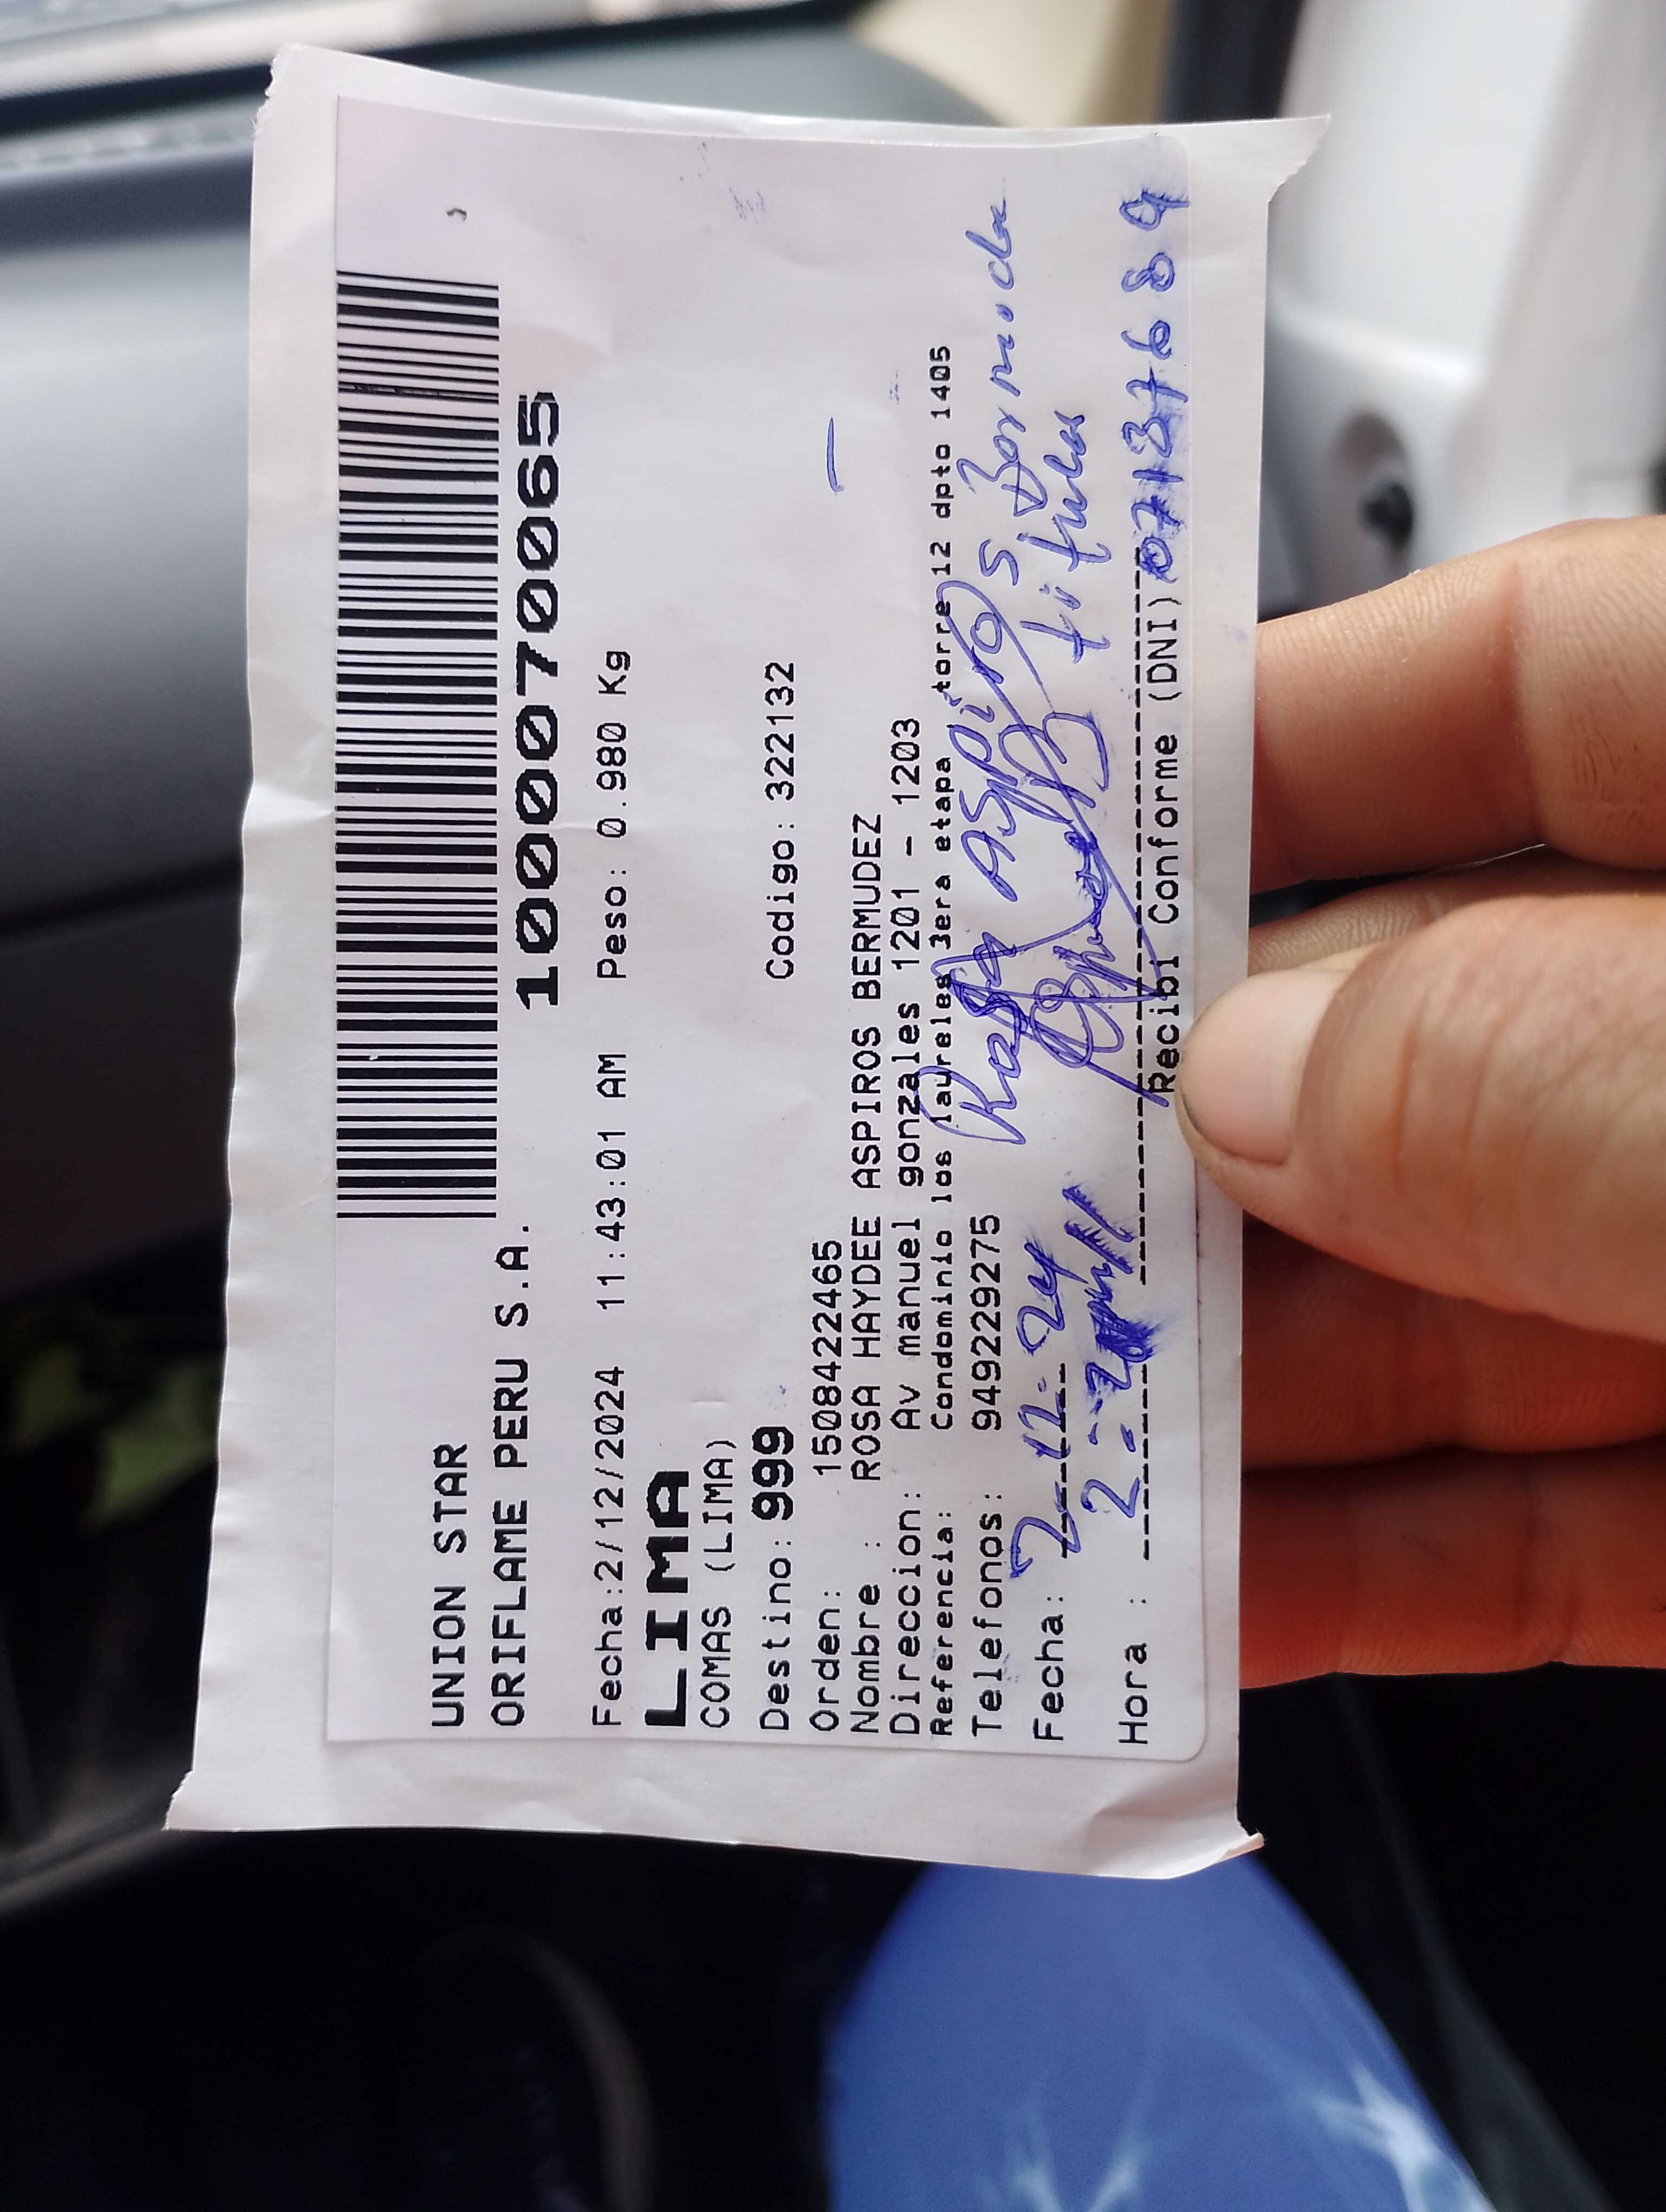 UNION STAR
ORIFLAME PERU S.A.
1000070065
Fecha:2/12/2024 11:43:01 AM Peso: 0.980 Kg
LIMA
COMAS (LIMA)
Destino: 999 Codigo: 322132
Orden: 1508422465
Nombre : ROSA HAYDEE ASPIROS BERMUDEZ
Direccion: Av manuel gonzales 1201 - 1203
Referencia: Condominio los laureles 3era etapa torre 12 dpto 1405
Telefonos: 949229275
Rosa Aspiros
Fecha: 7-12-24
titular
Hora : 2
Recibi Conforme (DNI) 07137689